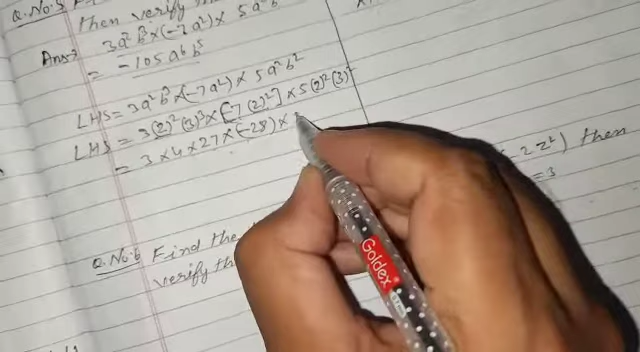 Q.No.5
then verify
Ans→ 3a²b³×(-7a²)× 5a²b²
= -105a⁶b⁵
LHS = 3a²b³×(-7a²)× 5a²b²
LHS = 3(2)²(3)³×[-7(2)²]×5(2)²(3)²
= 3×4×27×(-28)×
-2z²) then
=3
Q.No.6 Find the
verify th
Goldex